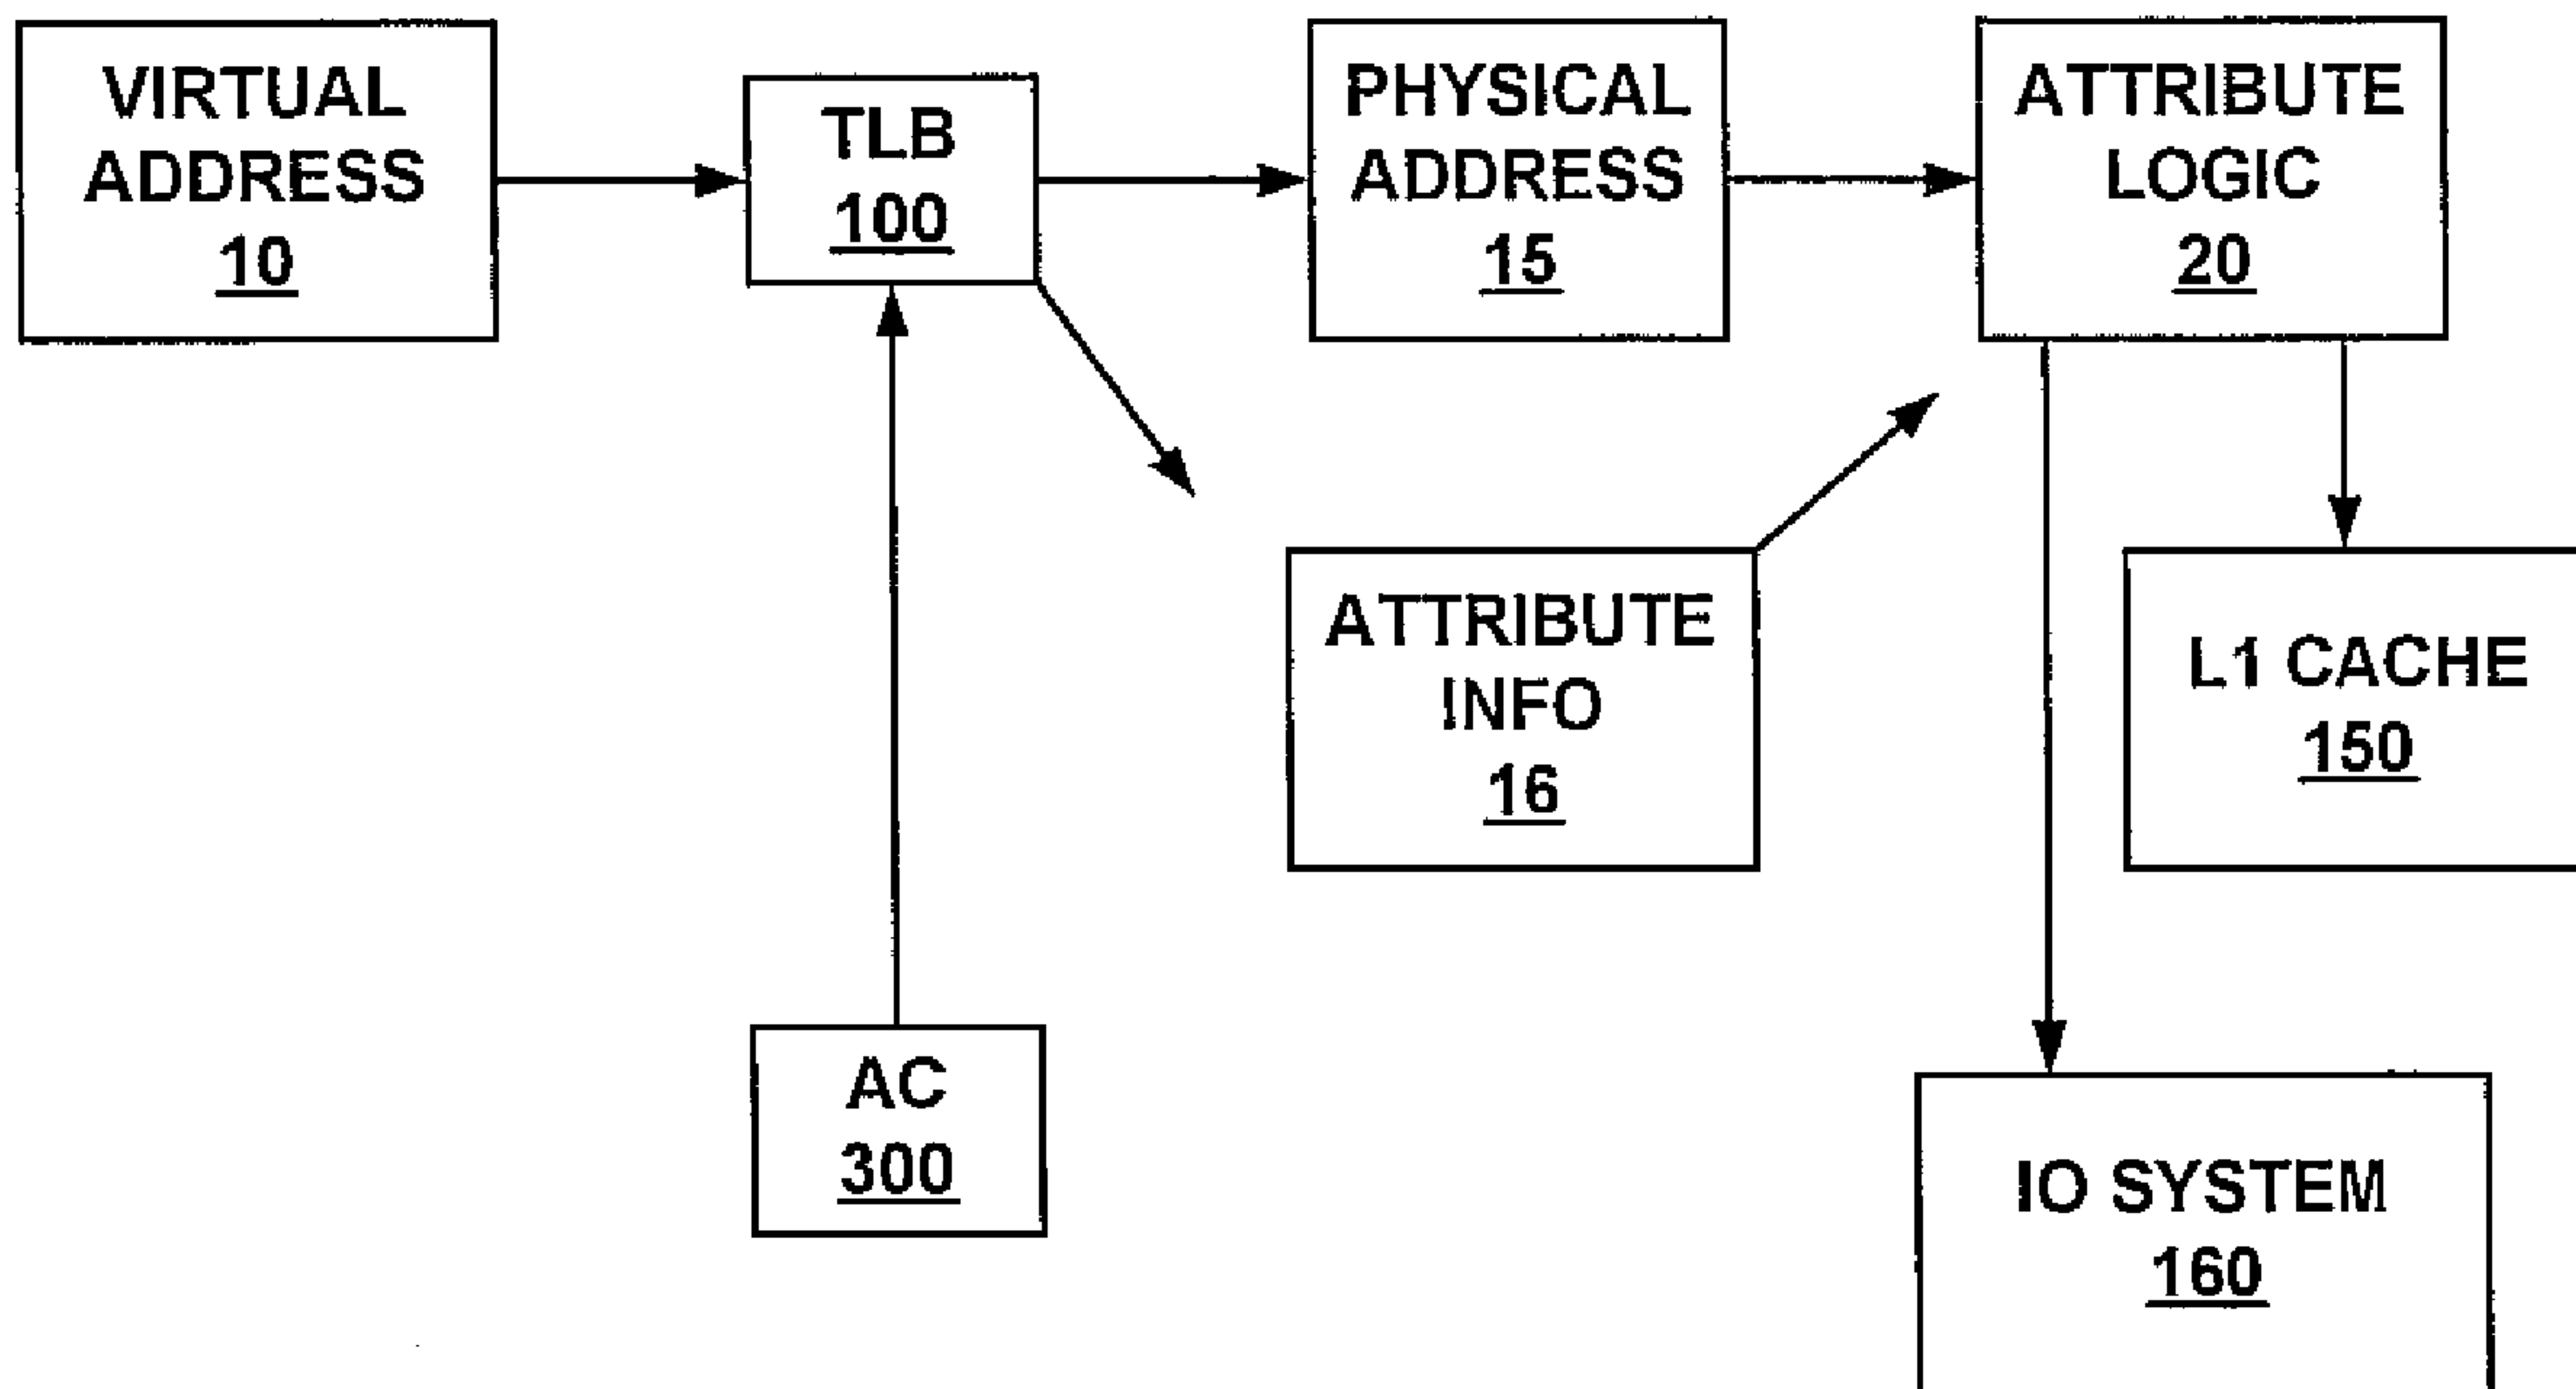 VIRTUAL
ADDRESS
10
TLB
100
PHYSICAL
ADDRESS
15
ATTRIBUTE
LOGIC
20
ATTRIBUTE
INFO
16
L1 CACHE
150
AC
300
IO SYSTEM
160